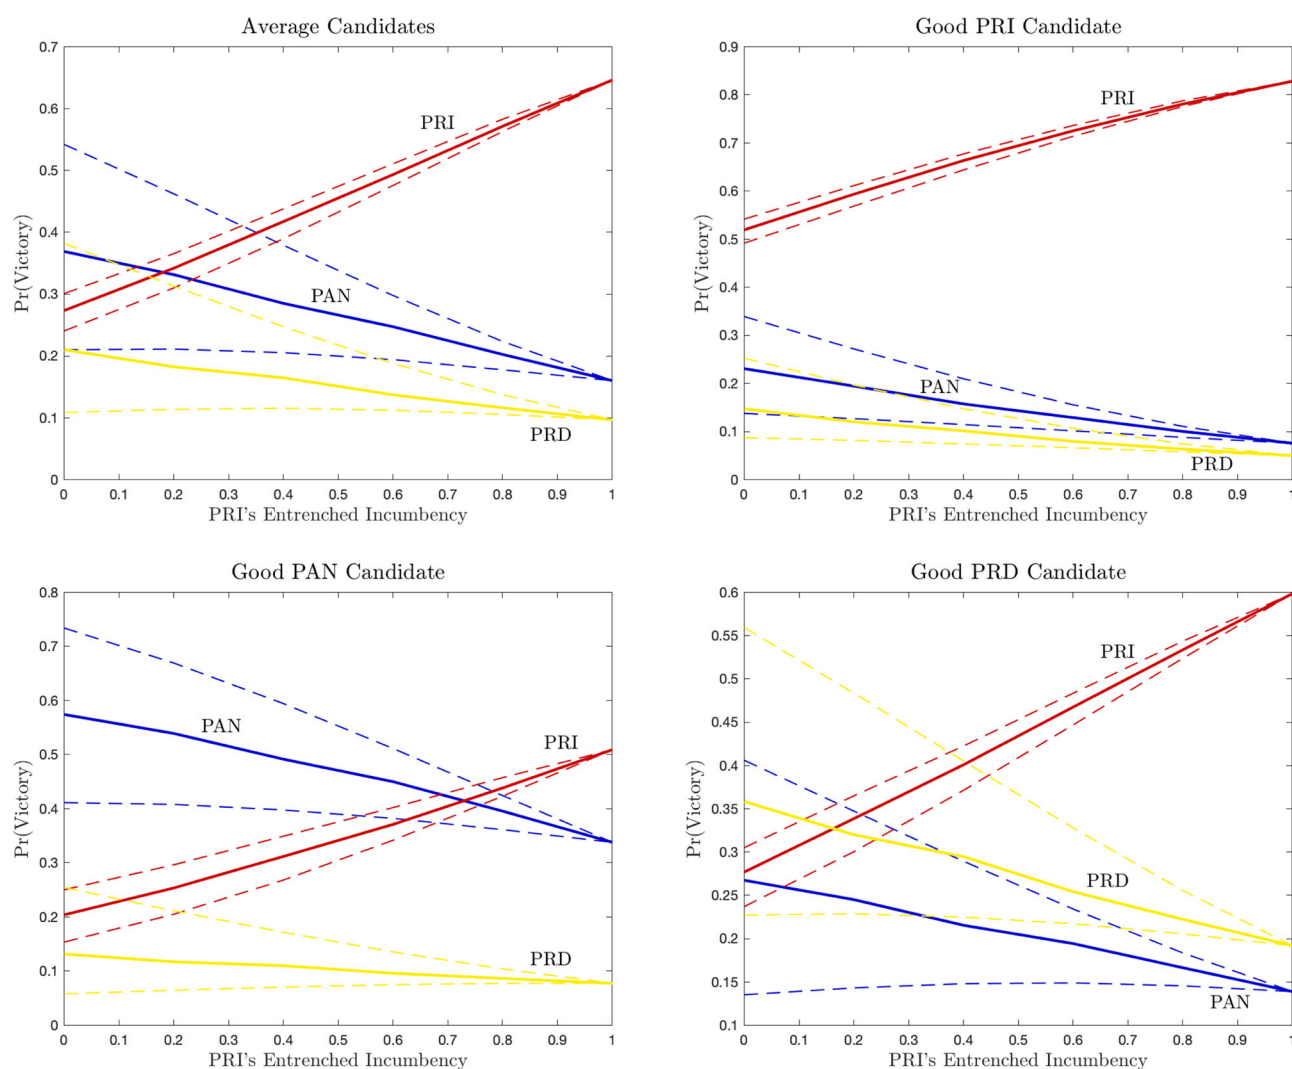 Average Candidates
Pr(Victory)
0.7
0.6
0.5
0.4
0.3
0.2
0.1
0
PRI
PAN
PRD
0 0.1 0.2 0.3 0.4 0.5 0.6 0.7 0.8 0.9 1
PRI's Entrenched Incumbency
Good PRI Candidate
Pr(Victory)
0.9
0.8
0.7
0.6
0.5
0.4
0.3
0.2
0.1
0
PRI
PAN
PRD
0 0.1 0.2 0.3 0.4 0.5 0.6 0.7 0.8 0.9 1
PRI's Entrenched Incumbency
Good PAN Candidate
Pr(Victory)
0.8
0.7
0.6
0.5
0.4
0.3
0.2
0.1
0
PAN
PRI
PRD
0 0.1 0.2 0.3 0.4 0.5 0.6 0.7 0.8 0.9 1
PRI's Entrenched Incumbency
Good PRD Candidate
Pr(Victory)
0.6
0.55
0.5
0.45
0.4
0.35
0.3
0.25
0.2
0.15
0.1
PRI
PRD
PAN
0 0.1 0.2 0.3 0.4 0.5 0.6 0.7 0.8 0.9 1
PRI's Entrenched Incumbency